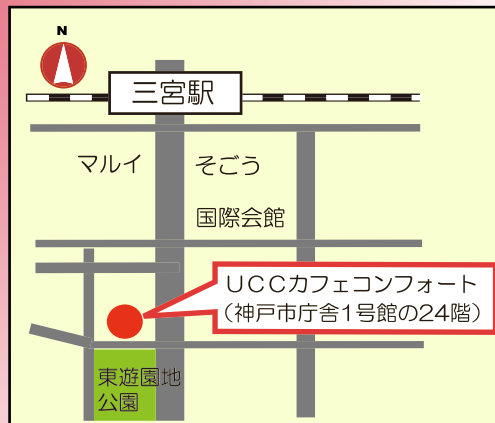 N
三宮駅
マルイ
そごう
国際会館
UCCカフェコンフォート
(神戸市庁舎1号館の24階)
東遊園地
公園